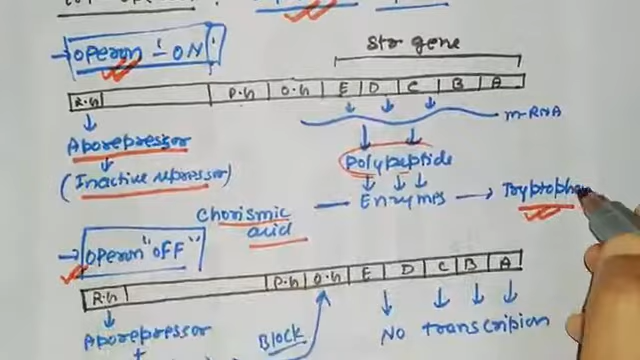 operon - "ON"
Str gene
R.G P.G O.G E D C B A
m-RNA
Aporepressor
(Inactive repressor)
polypeptide
Chorismic acid — Enzymes → Tryptophan
operon "OFF"
R.G P.G O.G E D C B A
Aporepressor
+
Block
No transcription